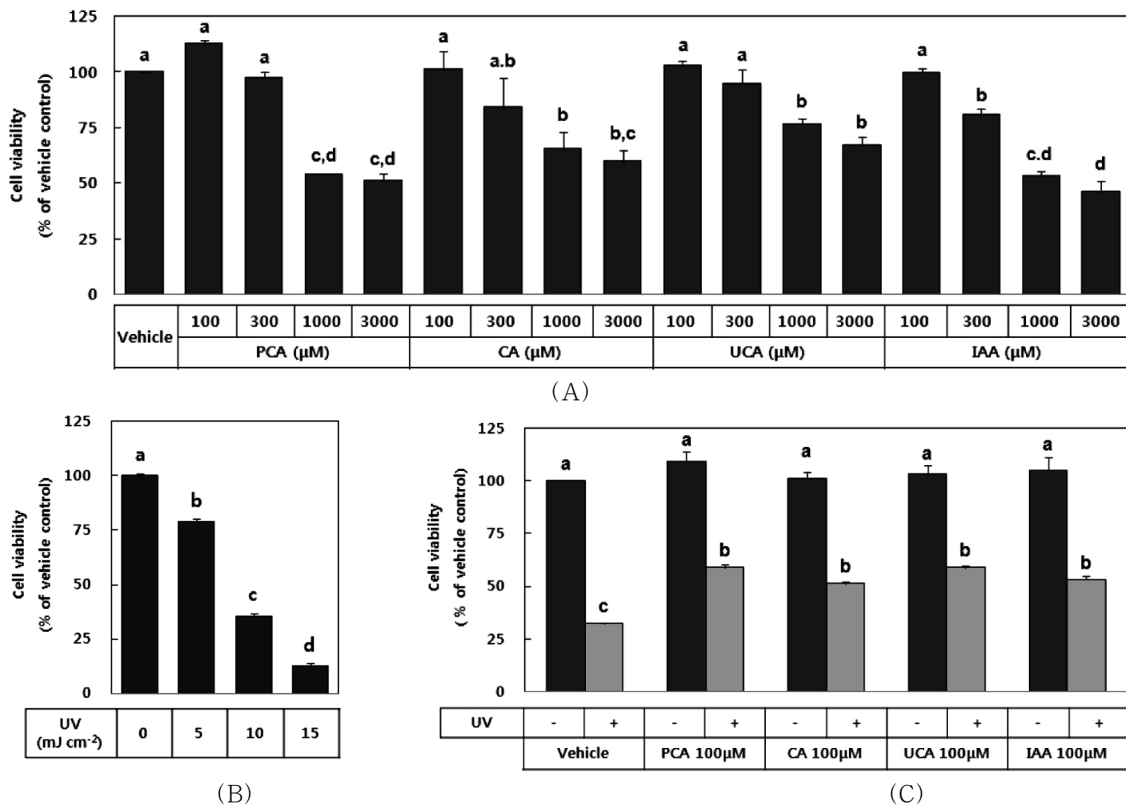 Cell viability
(% of vehicle control)
125
100
75
50
25
0
a a a c,d c,d a a.b b b,c a a b b a b c.d d
Vehicle 100 300 1000 3000 100 300 1000 3000 100 300 1000 3000 100 300 1000 3000
PCA (μM) CA (μM) UCA (μM) IAA (μM)
(A)
Cell viability
(% of vehicle control)
125
100
75
50
25
0
a b c d
UV
(mJ cm-2)
0 5 10 15
(B)
Cell viability
( % of vehicle control)
125
100
75
50
25
0
a c a b a b a b a b
UV - + - + - + - + - +
Vehicle PCA 100μM CA 100μM UCA 100μM IAA 100μM
(C)